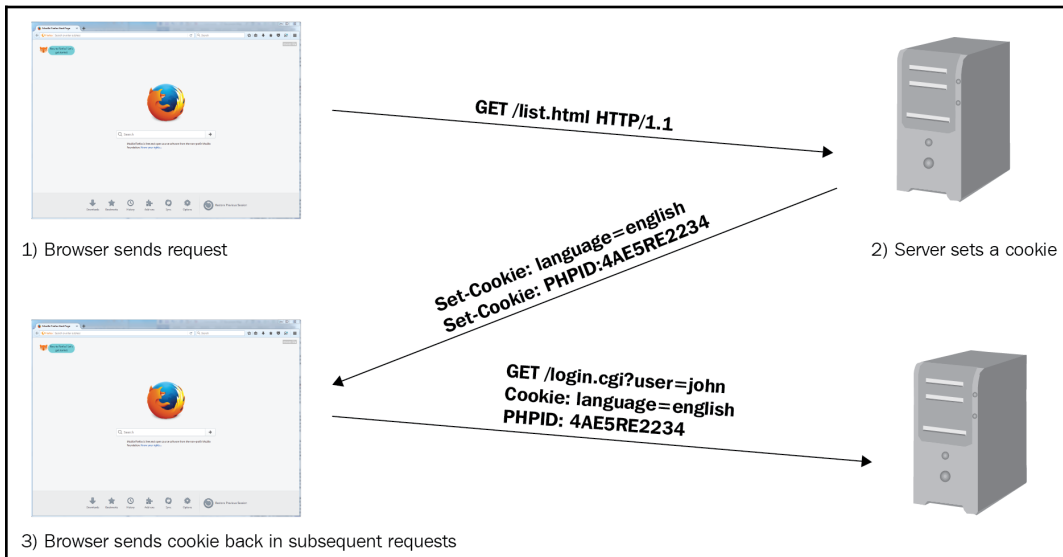 GET /list.html HTTP/1.1
1) Browser sends request
2) Server sets a cookie
Set-Cookie: language=english
Set-Cookie: PHPID:4AE5RE2234
GET /login.cgi?user=john
Cookie: language=english
PHPID: 4AE5RE2234
3) Browser sends cookie back in subsequent requests